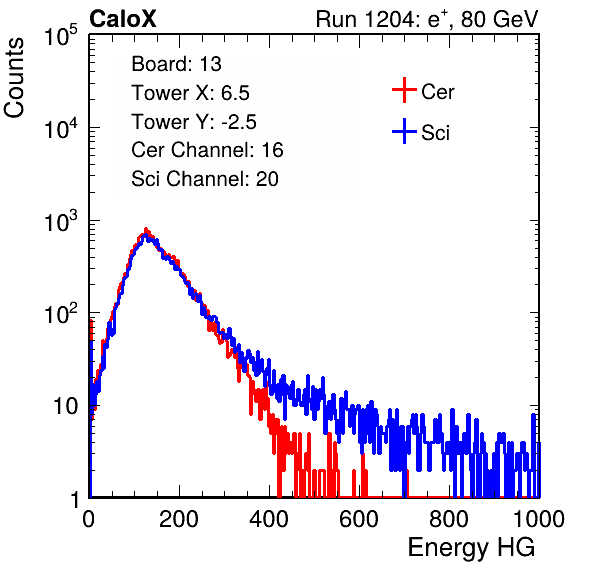 CaloX Run 1204: e+, 80 GeV
Counts
Board: 13
Tower X: 6.5
Tower Y: -2.5
Cer Channel: 16
Sci Channel: 20
Cer
Sci
10^5
10^4
10^3
10^2
10
1
0 200 400 600 800 1000
Energy HG